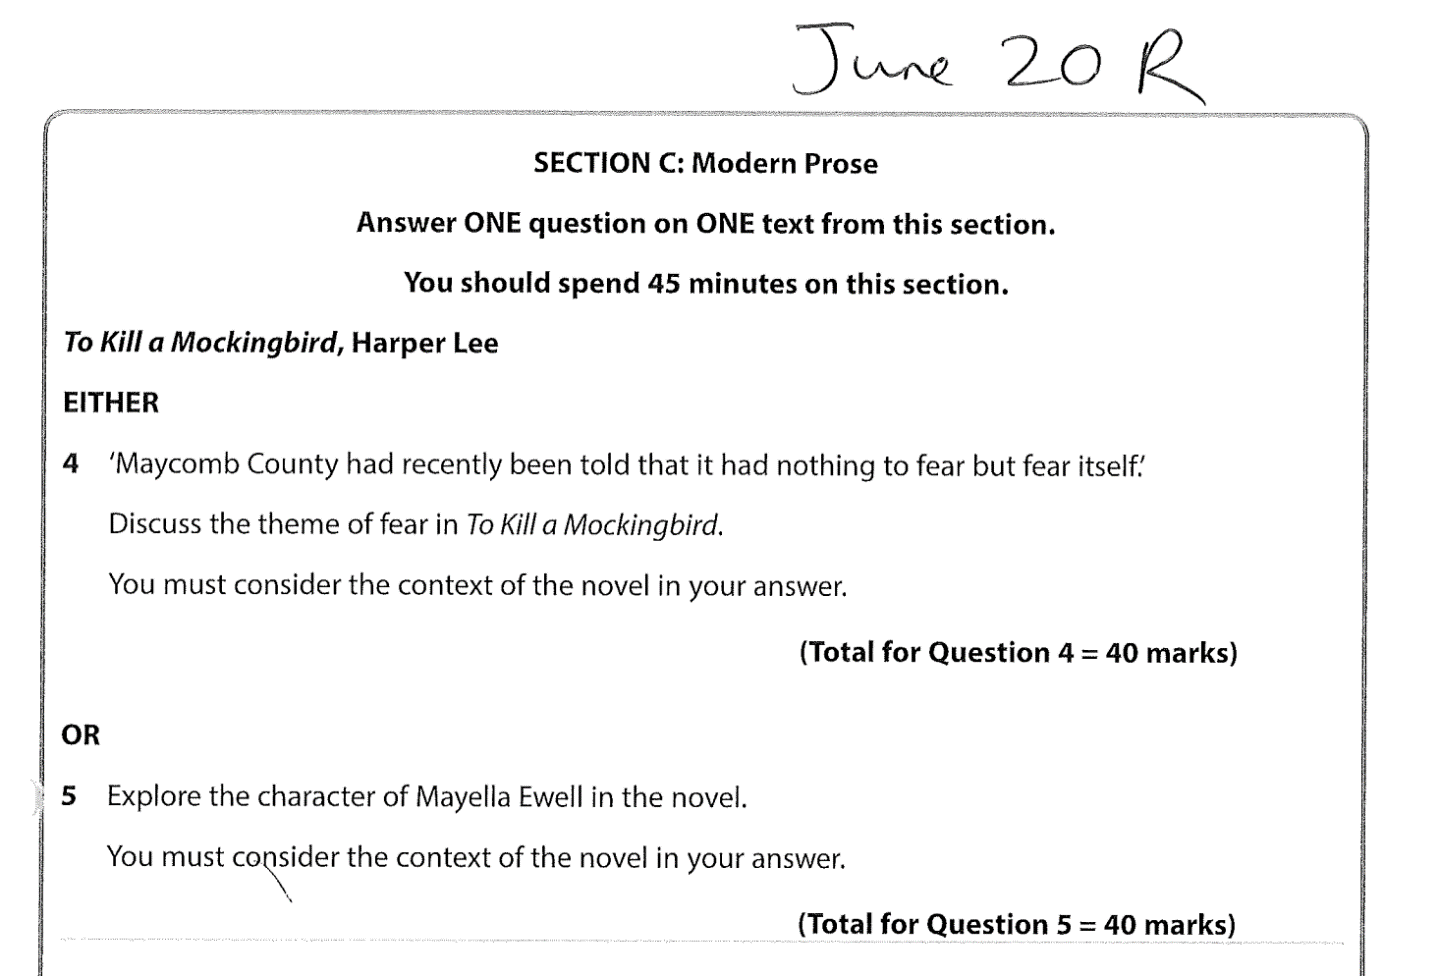 June 20 R
SECTION C: Modern Prose
Answer ONE question on ONE text from this section.
You should spend 45 minutes on this section.
To Kill a Mockingbird, Harper Lee
EITHER
4 ‘Maycomb County had recently been told that it had nothing to fear but fear itself.’
Discuss the theme of fear in To Kill a Mockingbird.
You must consider the context of the novel in your answer.
(Total for Question 4 = 40 marks)
OR
5 Explore the character of Mayella Ewell in the novel.
You must consider the context of the novel in your answer.
(Total for Question 5 = 40 marks)